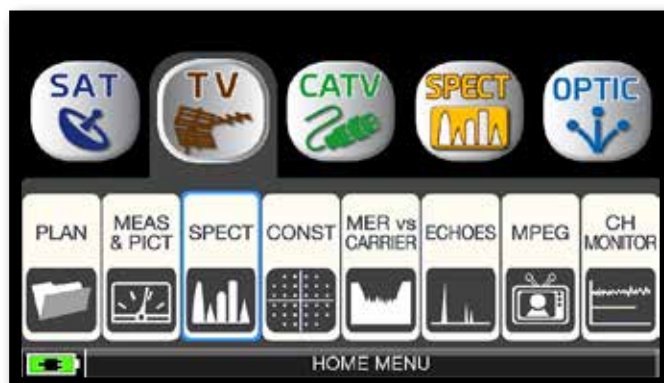 SAT
TV
CATV
SPECT
OPTIC
PLAN
MEAS
& PICT
SPECT
CONST
MER vs
CARRIER
ECHOES
MPEG
CH
MONITOR
HOME MENU